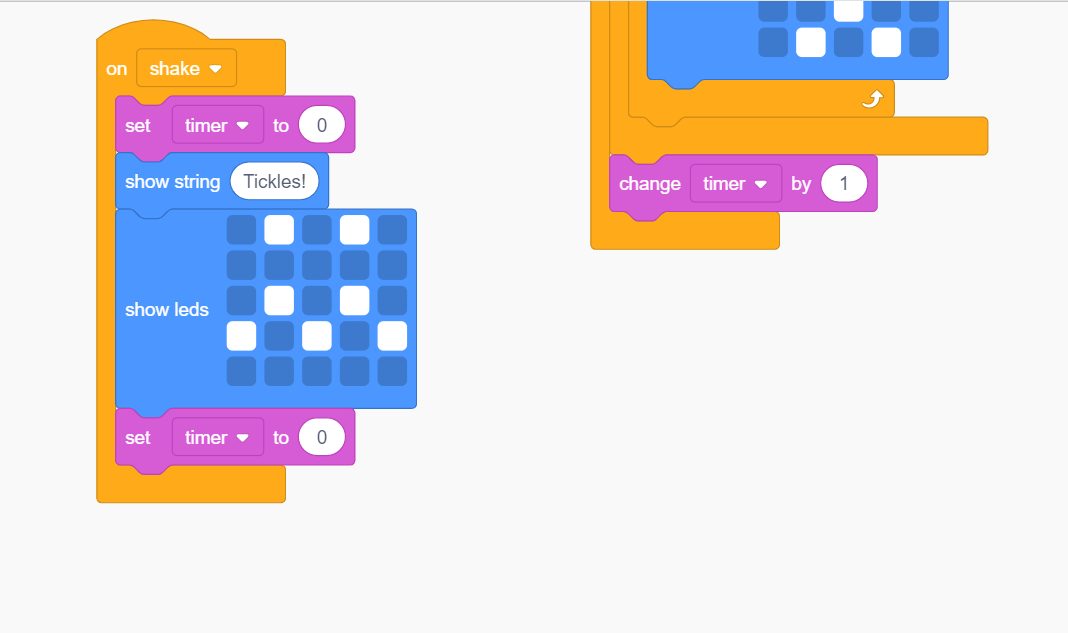 on shake
set timer to 0
show string Tickles!
show leds
set timer to 0
change timer by 1